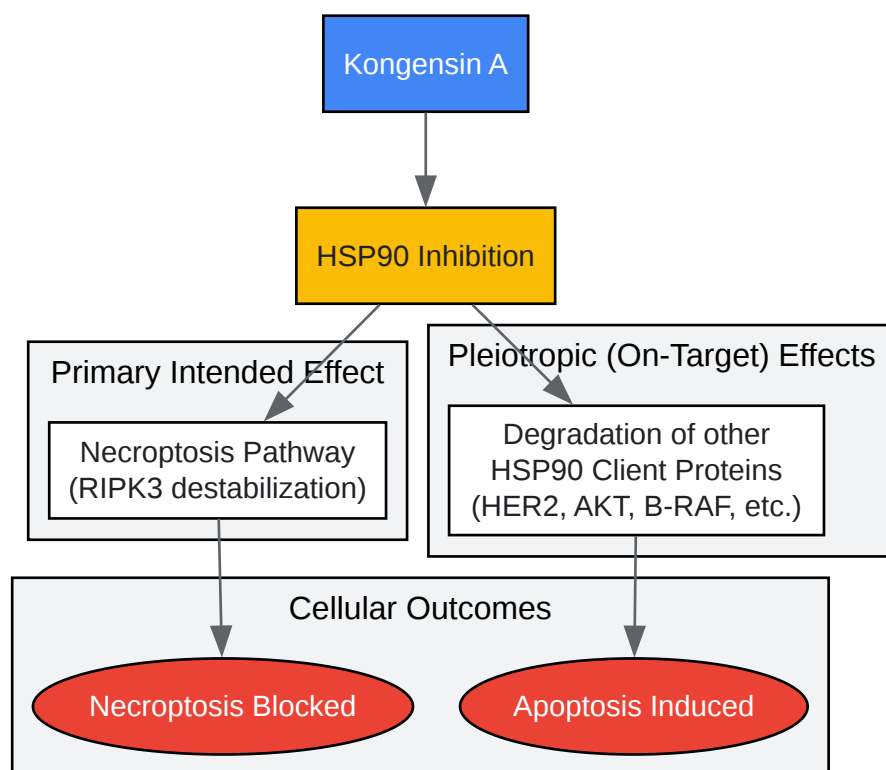 Kongensin A
HSP90 Inhibition
Primary Intended Effect
Necroptosis Pathway
(RIPK3 destabilization)
Pleiotropic (On-Target) Effects
Degradation of other
HSP90 Client Proteins
(HER2, AKT, B-RAF, etc.)
Cellular Outcomes
Necroptosis Blocked
Apoptosis Induced